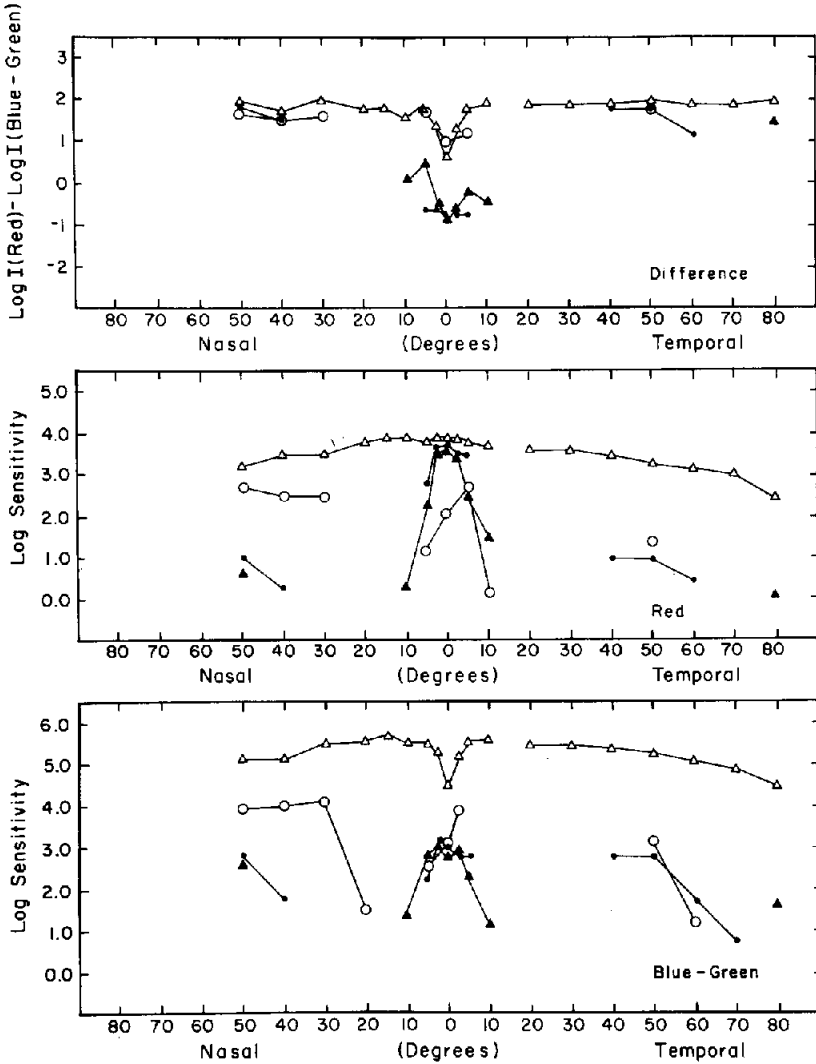 Log I(Red) - Log I(Blue - Green)
3
2
1
0
-1
-2
Difference
80 70 60 50 40 30 20 10 0 10 20 30 40 50 60 70 80
Nasal (Degrees) Temporal
Log Sensitivity
5.0
4.0
3.0
2.0
1.0
0.0
Red
80 70 60 50 40 30 20 10 0 10 20 30 40 50 60 70 80
Nasal (Degrees) Temporal
Log Sensitivity
6.0
5.0
4.0
3.0
2.0
1.0
0.0
Blue-Green
80 70 60 50 40 30 20 10 0 10 20 30 40 50 60 70 80
Nasal (Degrees) Temporal